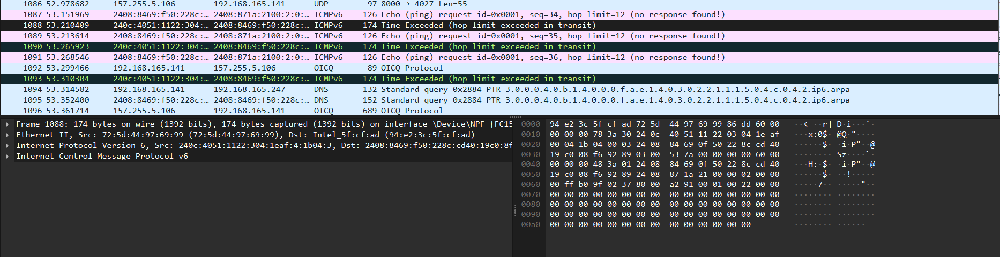 1086 52.978682 157.255.5.106 192.168.165.141 UDP 97 8000 → 4027 Len=55
1087 53.151969 2408:8469:f50:228c:… 2408:871a:2100:2:0:… ICMPv6 126 Echo (ping) request id=0x0001, seq=34, hop limit=12 (no response found!)
1088 53.210409 240c:4051:1122:304:… 2408:8469:f50:228c:… ICMPv6 174 Time Exceeded (hop limit exceeded in transit)
1089 53.213614 2408:8469:f50:228c:… 2408:871a:2100:2:0:… ICMPv6 126 Echo (ping) request id=0x0001, seq=35, hop limit=12 (no response found!)
1090 53.265923 240c:4051:1122:304:… 2408:8469:f50:228c:… ICMPv6 174 Time Exceeded (hop limit exceeded in transit)
1091 53.268546 2408:8469:f50:228c:… 2408:871a:2100:2:0:… ICMPv6 126 Echo (ping) request id=0x0001, seq=36, hop limit=12 (no response found!)
1092 53.299466 192.168.165.141 157.255.5.106 OICQ 89 OICQ Protocol
1093 53.310304 240c:4051:1122:304:… 2408:8469:f50:228c:… ICMPv6 174 Time Exceeded (hop limit exceeded in transit)
1094 53.314582 192.168.165.141 192.168.165.247 DNS 132 Standard query 0x2884 PTR 3.0.0.0.4.0.b.1.4.0.0.0.f.a.e.1.4.0.3.0.2.2.1.1.1.5.0.4.c.0.4.2.ip6.arpa
1095 53.352400 2408:8469:f50:228c:… 2408:8469:f50:228c:… DNS 152 Standard query 0x2884 PTR 3.0.0.0.4.0.b.1.4.0.0.0.f.a.e.1.4.0.3.0.2.2.1.1.1.5.0.4.c.0.4.2.ip6.arpa
1096 53.361714 157.255.5.106 192.168.165.141 OICQ 689 OICQ Protocol
Frame 1088: 174 bytes on wire (1392 bits), 174 bytes captured (1392 bits) on interface \Device\NPF_{FC15
Ethernet II, Src: 72:5d:44:97:69:99 (72:5d:44:97:69:99), Dst: Intel_5f:cf:ad (94:e2:3c:5f:cf:ad)
Internet Protocol Version 6, Src: 240c:4051:1122:304:1eaf:4:1b04:3, Dst: 2408:8469:f50:228c:cd40:19c0:8f
Internet Control Message Protocol v6
0000 94 e2 3c 5f cf ad 72 5d 44 97 69 99 86 dd 60 00 ··<_··r] D·i···`·
0010 00 00 00 78 3a 30 24 0c 40 51 11 22 03 04 1e af ···x:0$· @Q·"····
0020 00 04 1b 04 00 03 24 08 84 69 0f 50 22 8c cd 40 ······$· ·i·P"··@
0030 19 c0 08 f6 92 89 03 00 53 7a 00 00 00 00 60 00 ········ Sz····`·
0040 00 00 00 48 3a 01 24 08 84 69 0f 50 22 8c cd 40 ···H:·$· ·i·P"··@
0050 19 c0 08 f6 92 89 24 08 87 1a 21 00 00 02 00 00 ······$· ··!·····
0060 00 ff b0 9f 02 37 80 00 a2 91 00 01 00 22 00 00 ·····7·· ·····"··
0070 00 00 00 00 00 00 00 00 00 00 00 00 00 00 00 00 ········ ········
0080 00 00 00 00 00 00 00 00 00 00 00 00 00 00 00 00 ········ ········
0090 00 00 00 00 00 00 00 00 00 00 00 00 00 00 00 00 ········ ········
00a0 00 00 00 00 00 00 00 00 00 00 00 00 00 00 ········ ······